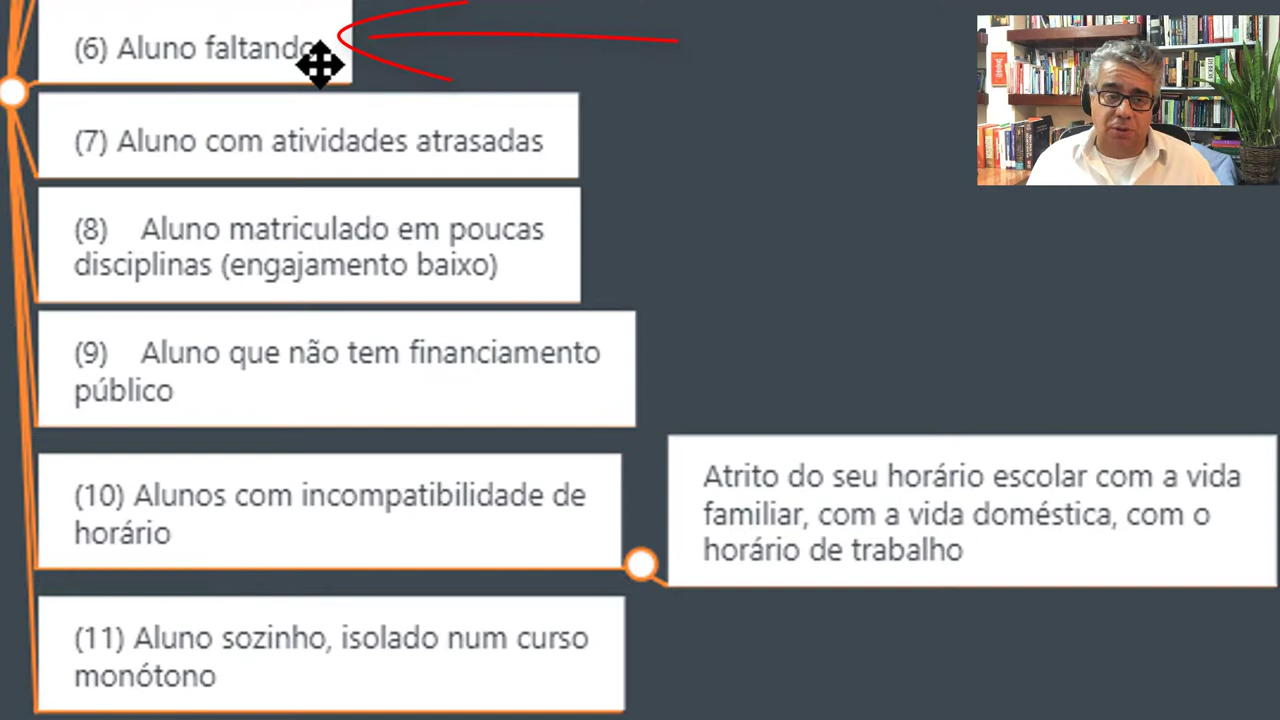 (6) Aluno faltando
(7) Aluno com atividades atrasadas
(8) Aluno matriculado em poucas
disciplinas (engajamento baixo)
(9) Aluno que não tem financiamento
público
(10) Alunos com incompatibilidade de
horário
Atrito do seu horário escolar com a vida
familiar, com a vida doméstica, com o
horário de trabalho
(11) Aluno sozinho, isolado num curso
monótono